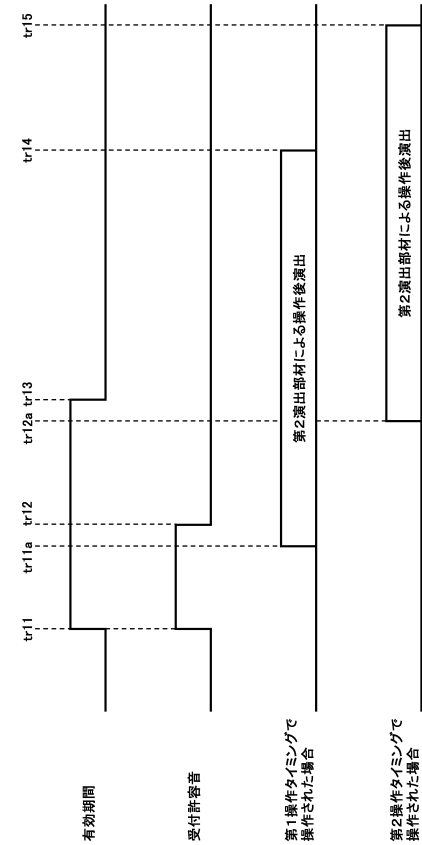 tr11
tr11a
tr12
tr12a
tr13
tr14
tr15
有効期間
受付許容音
第1操作タイミングで
操作された場合
第2演出部材による操作後演出
第2操作タイミングで
操作された場合
第2演出部材による操作後演出